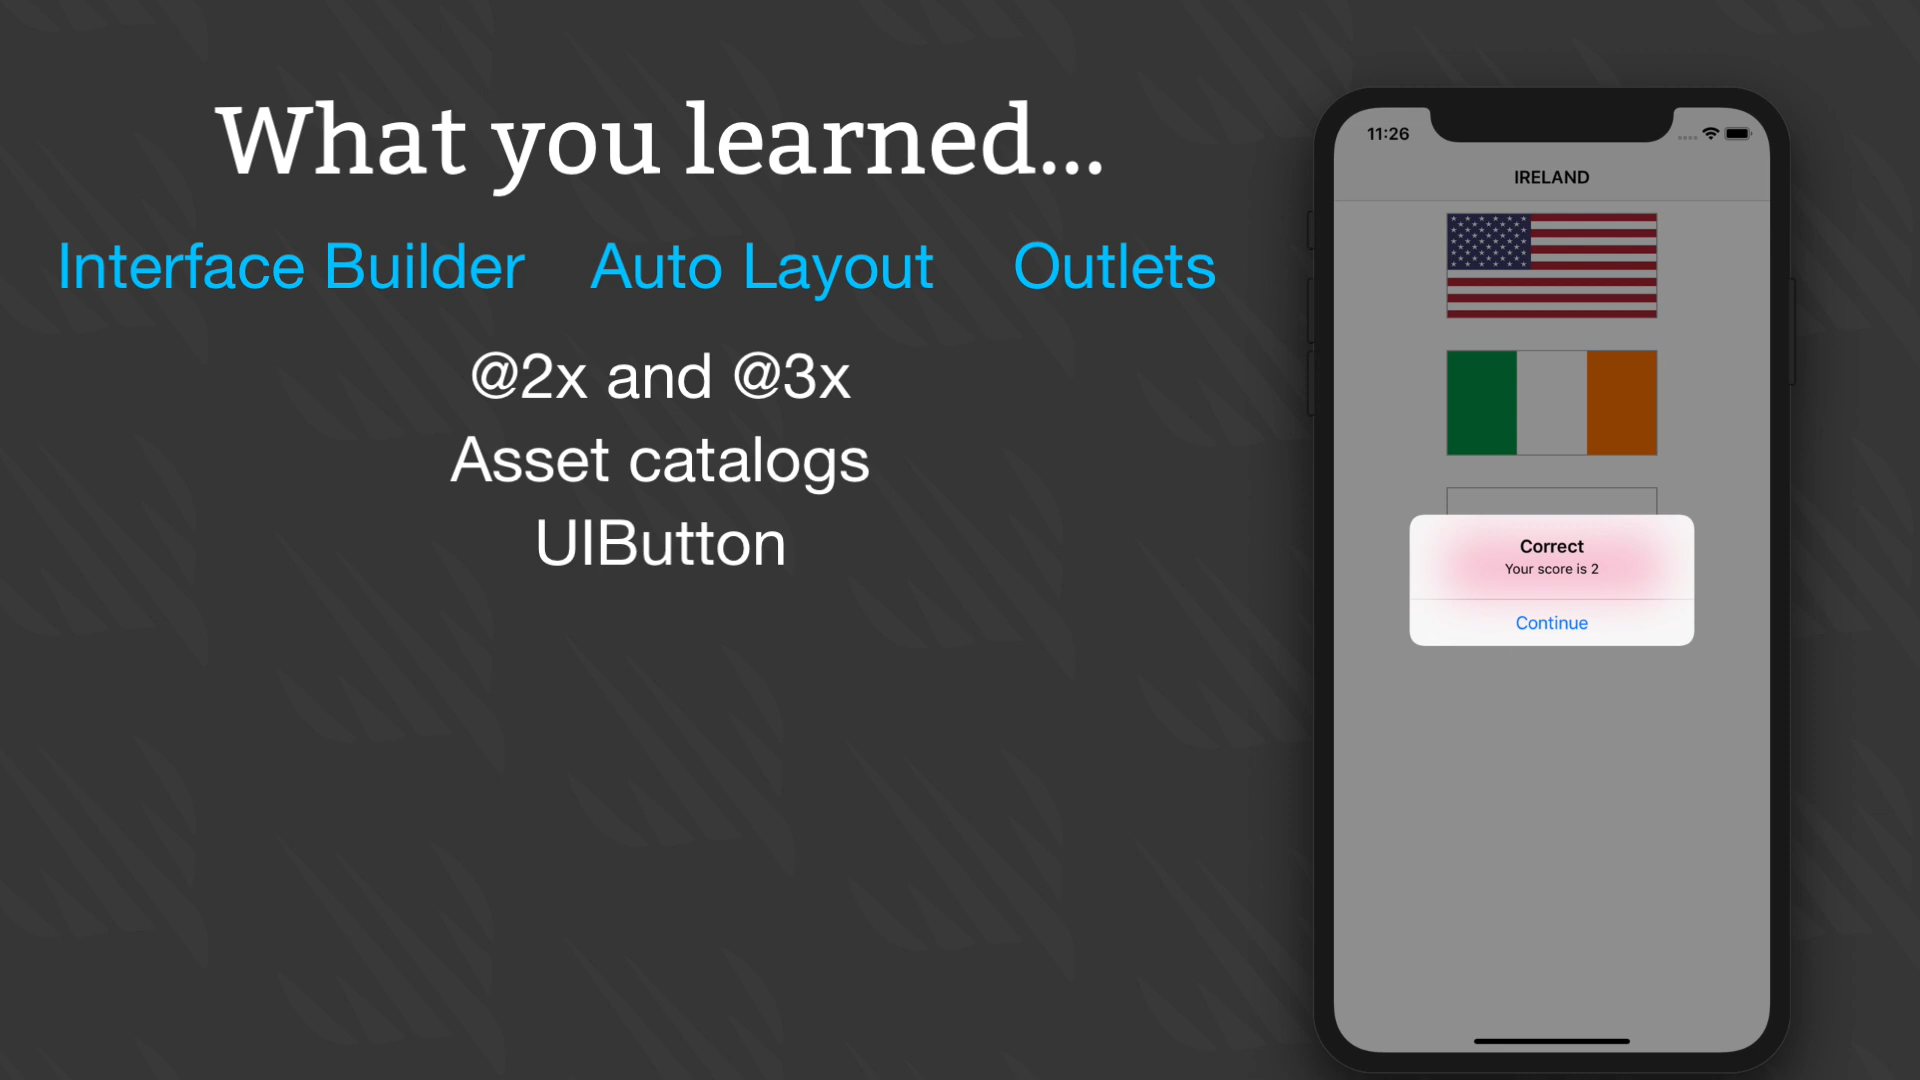 What you learned...
Interface Builder Auto Layout Outlets
@2x and @3x
Asset catalogs
UIButton
11:26
IRELAND
Correct
Your score is 2
Continue